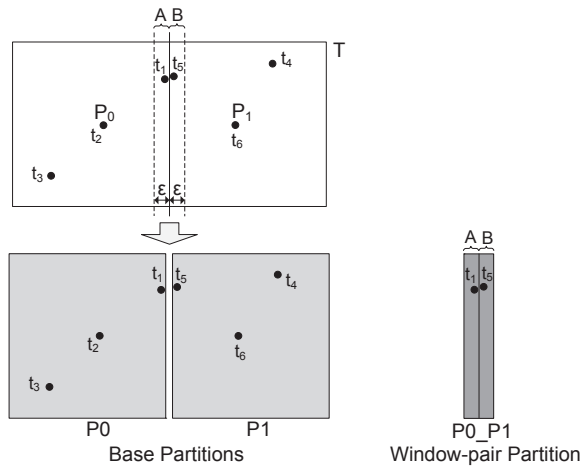 A B
T
t4
t1 t5
P0
t2
P1
t6
t3
ε ε
A B
t1 t5
t4
t1 t5
t2
t6
t3
P0 P1
P0_P1
Base Partitions
Window-pair Partition